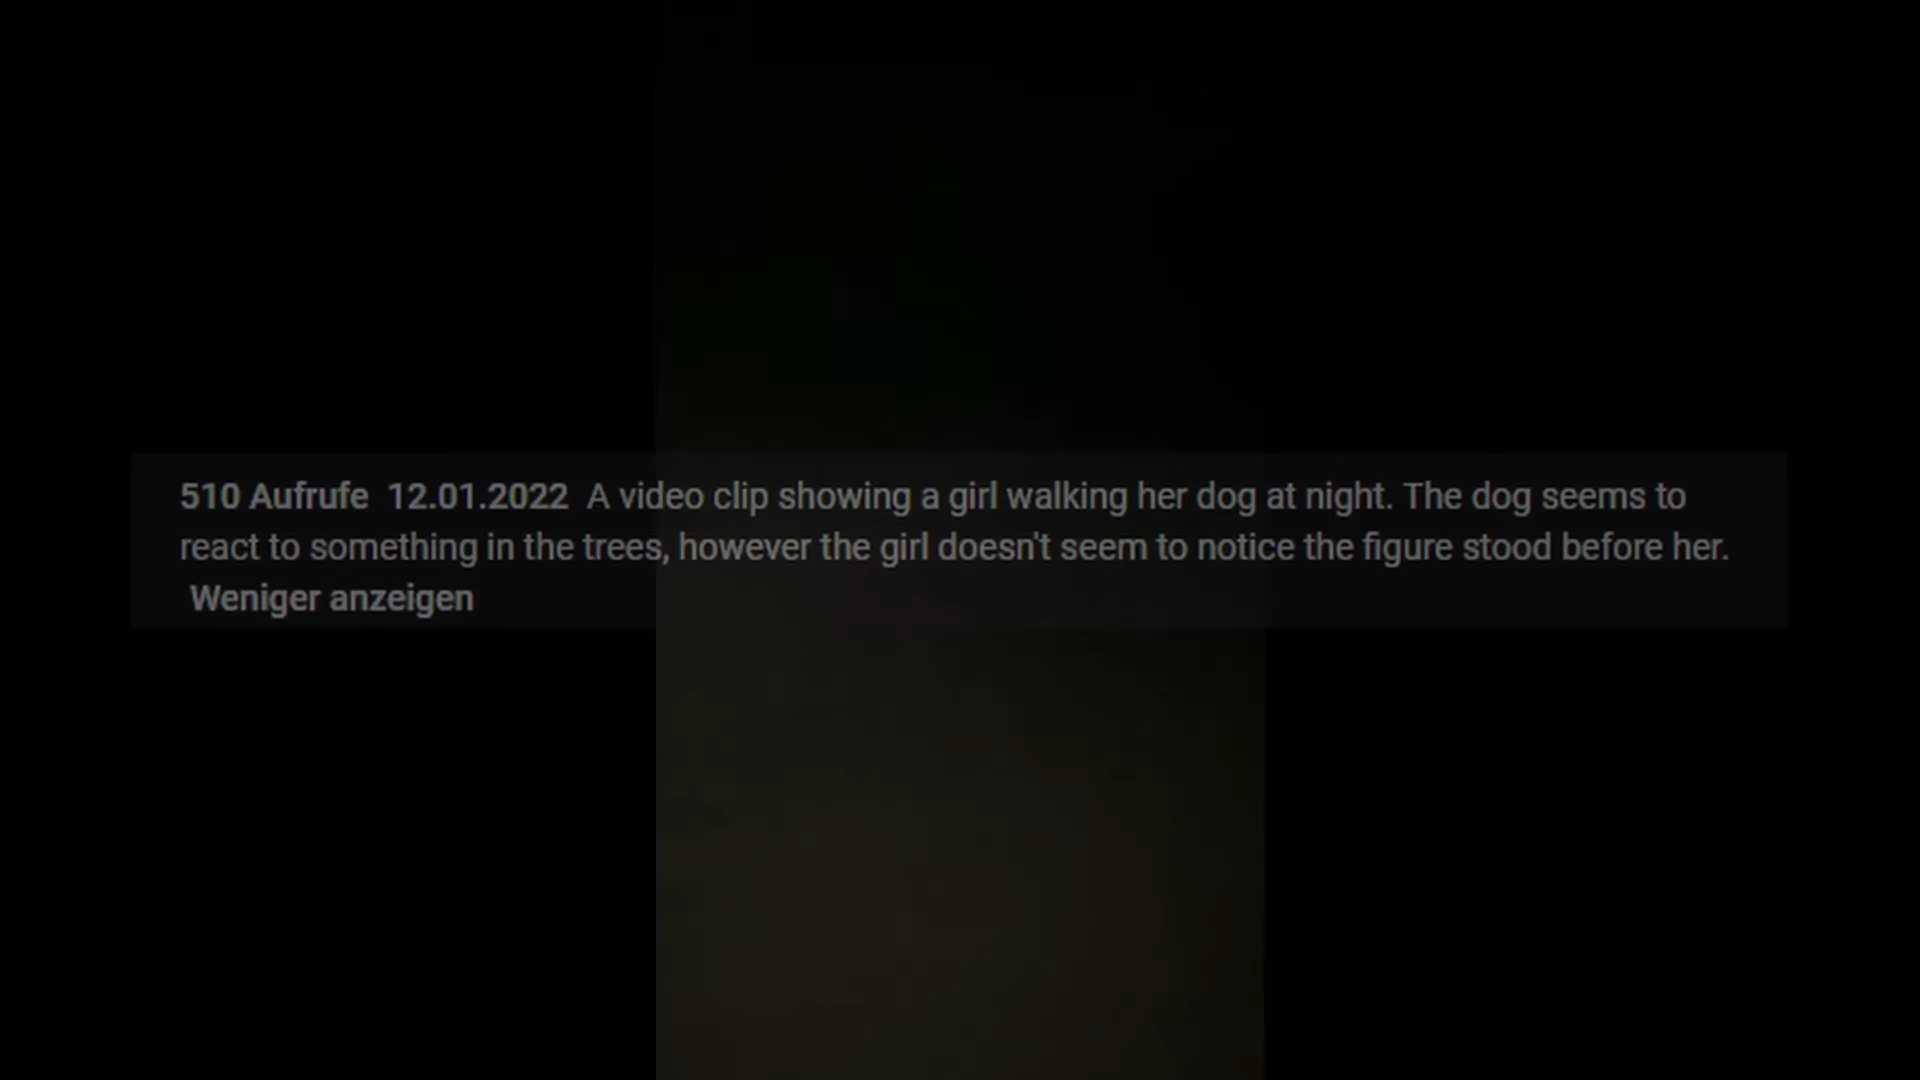 510 Aufrufe 12.01.2022 A video clip showing a girl walking her dog at night. The dog seems to
react to something in the trees, however the girl doesn't seem to notice the figure stood before her.
Weniger anzeigen